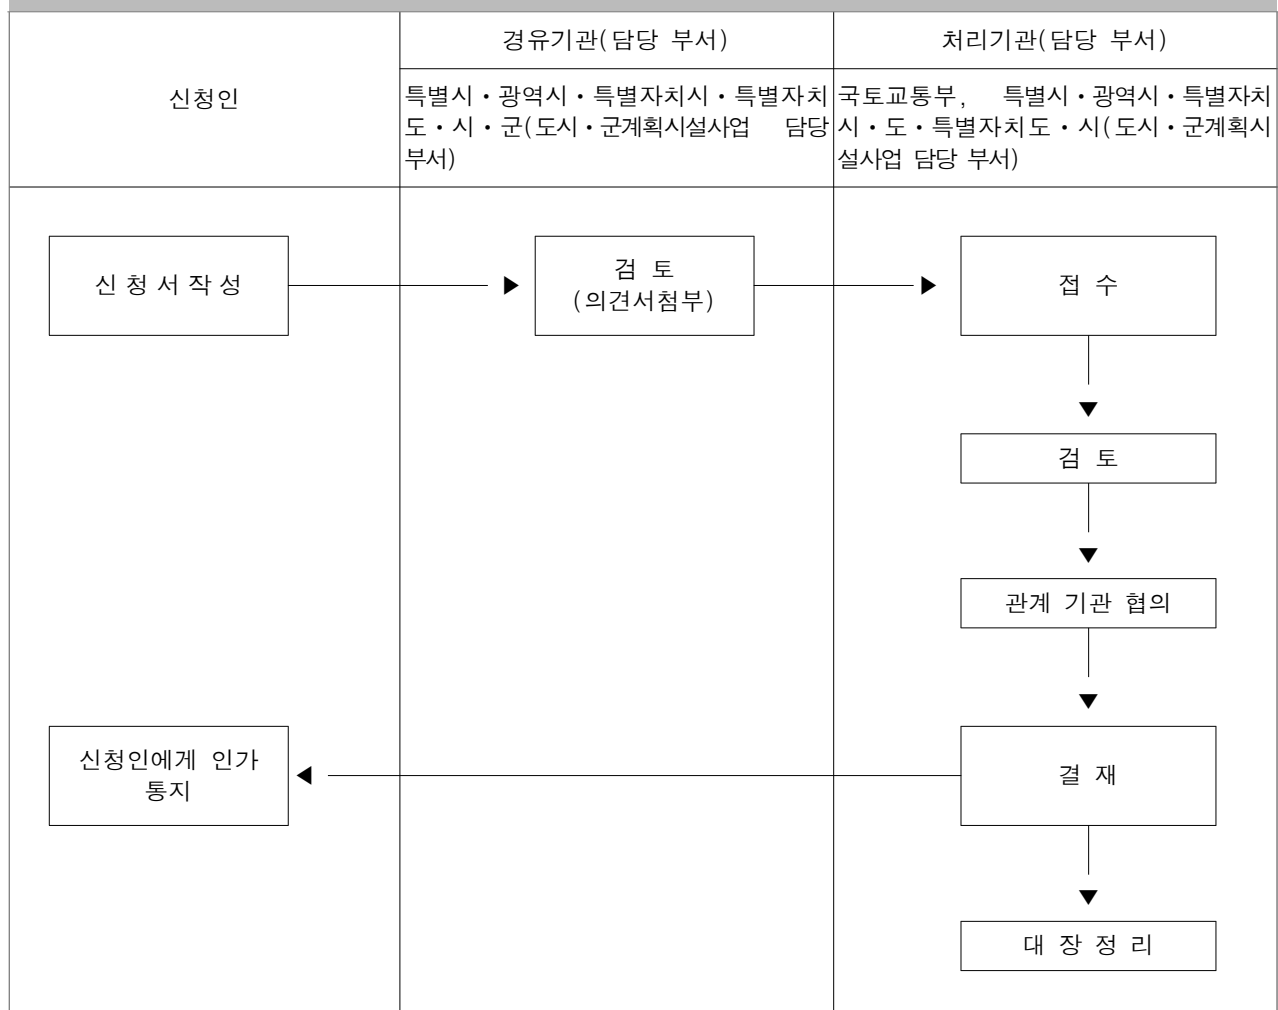 신청인
경유기관(담당 부서)
처리기관(담당 부서)
특별시・광역시・특별자치시・특별자치
도・시・군(도시・군계획시설사업 담당
부서)
국토교통부, 특별시・광역시・특별자치
시・도・특별자치도・시(도시・군계획시
설사업 담당 부서)
신 청 서 작 성
검 토
(의견서첨부)
접 수
검 토
관계 기관 협의
신청인에게 인가
통지
결 재
대 장 정 리